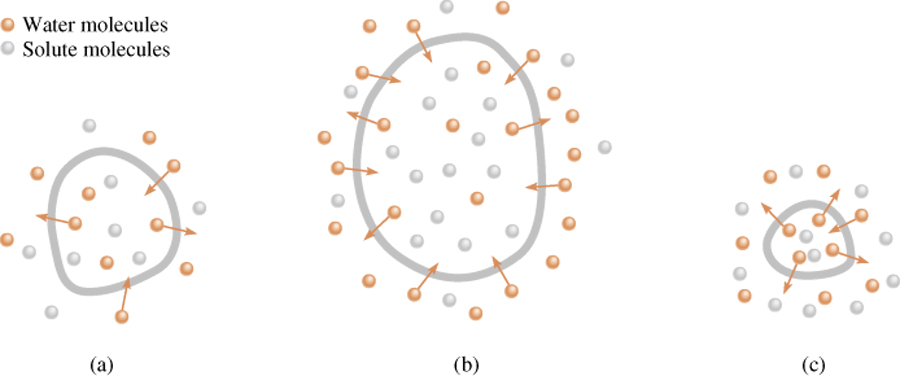 Water molecules
Solute molecules
(a)
(b)
(c)